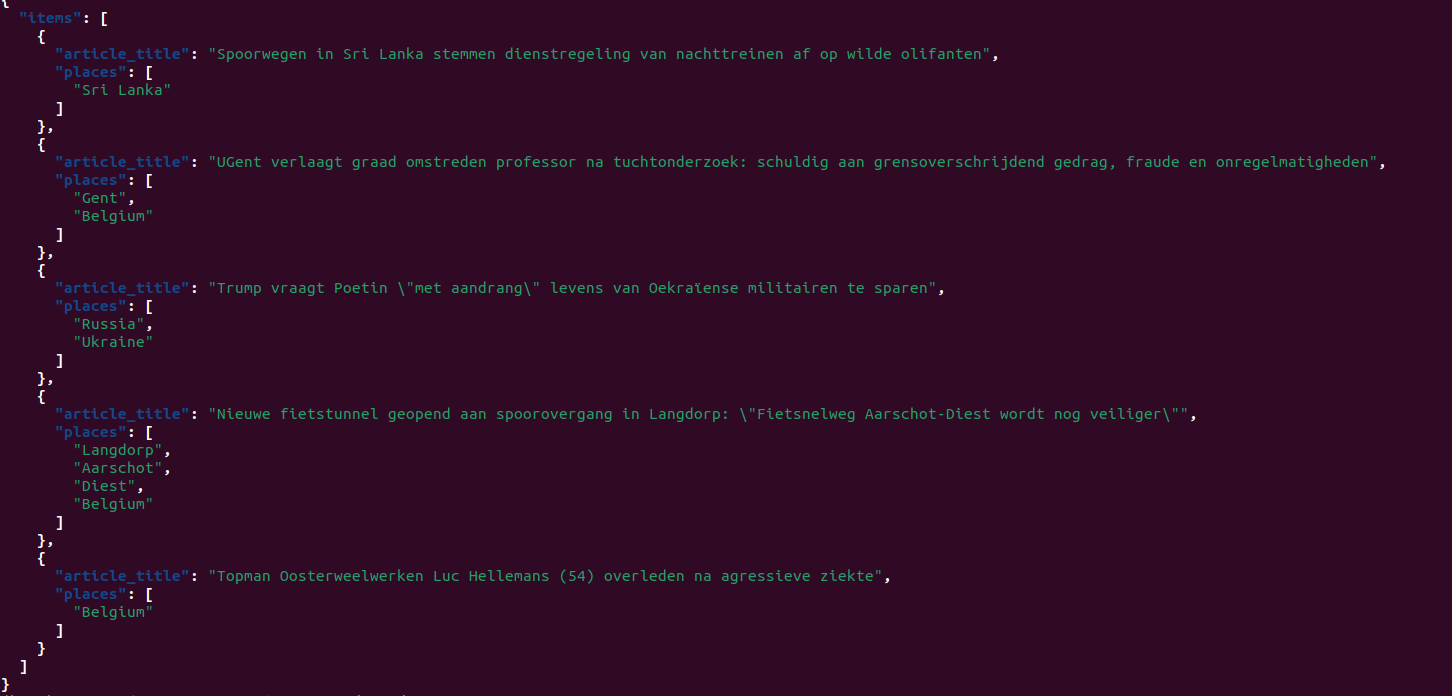 {
  "items": [
    {
      "article_title": "Spoorwegen in Sri Lanka stemmen dienstregeling van nachttreinen af op wilde olifanten",
      "places": [
        "Sri Lanka"
      ]
    },
    {
      "article_title": "UGent verlaagt graad omstreden professor na tuchtonderzoek: schuldig aan grensoverschrijdend gedrag, fraude en onregelmatigheden",
      "places": [
        "Gent",
        "Belgium"
      ]
    },
    {
      "article_title": "Trump vraagt Poetin \"met aandrang\" levens van Oekraïense militairen te sparen",
      "places": [
        "Russia",
        "Ukraine"
      ]
    },
    {
      "article_title": "Nieuwe fietstunnel geopend aan spoorovergang in Langdorp: \"Fietsnelweg Aarschot-Diest wordt nog veiliger\"",
      "places": [
        "Langdorp",
        "Aarschot",
        "Diest",
        "Belgium"
      ]
    },
    {
      "article_title": "Topman Oosterweelwerken Luc Hellemans (54) overleden na agressieve ziekte",
      "places": [
        "Belgium"
      ]
    }
  ]
}